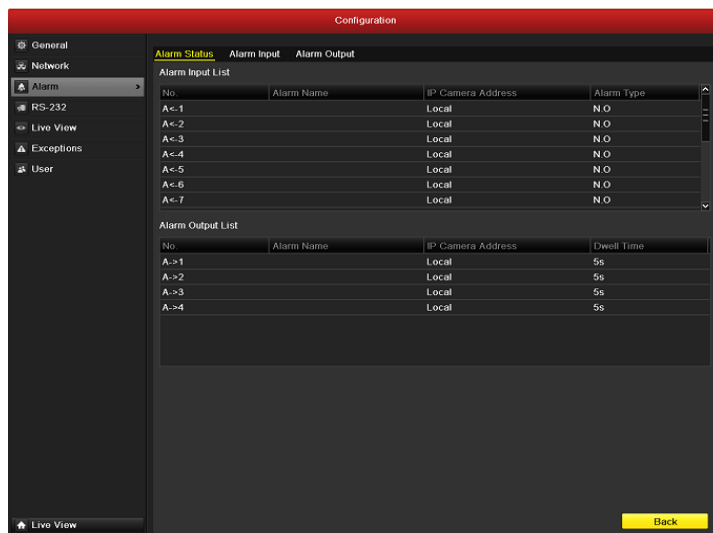 Configuration
General
Network
Alarm >
RS-232
Live View
Exceptions
User
Alarm Status Alarm Input Alarm Output
Alarm Input List
No. Alarm Name IP Camera Address Alarm Type
A<-1 Local N.O
A<-2 Local N.O
A<-3 Local N.O
A<-4 Local N.O
A<-5 Local N.O
A<-6 Local N.O
A<-7 Local N.O
Alarm Output List
No. Alarm Name IP Camera Address Dwell Time
A->1 Local 5s
A->2 Local 5s
A->3 Local 5s
A->4 Local 5s
Live View
Back